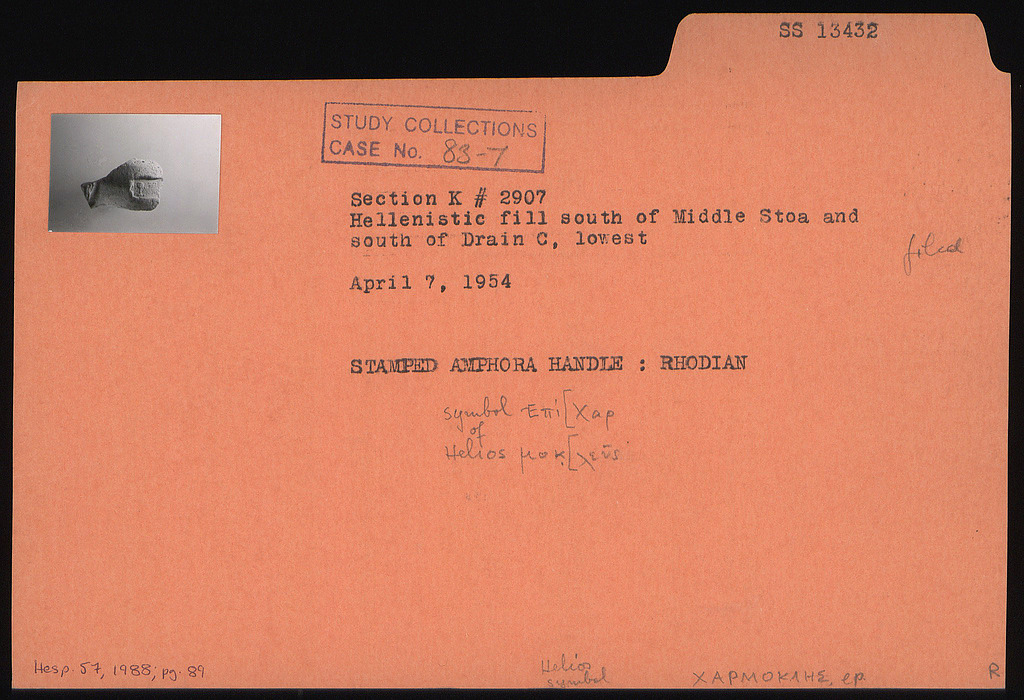 SS 13432
STUDY COLLECTIONS
CASE No. 83-7
Section K # 2907
Hellenistic fill south of Middle Stoa and
south of Drain C, lowest
filed
April 7, 1954
STAMPED AMPHORA HANDLE : RHODIAN
symbol Επὶ [Χαρ
of
Helios μοκ̣[λεῦς
Hesp. 57, 1988, pg. 89
Helios
symbol
ΧΑΡΜΟΚΛΗΣ, ep.
R